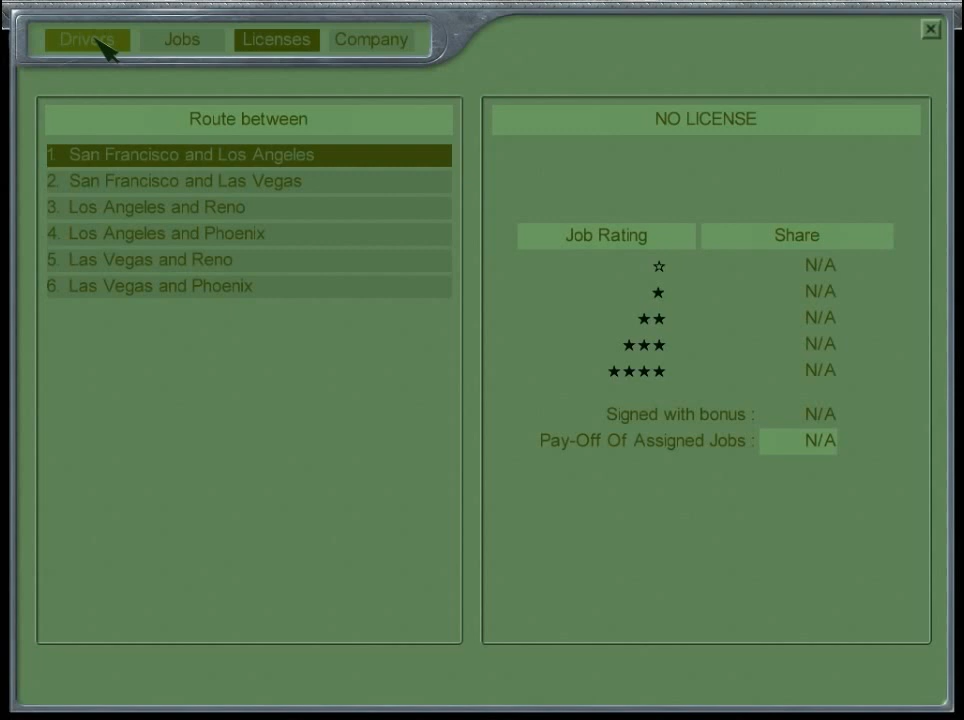 Drivers Jobs Licenses Company
Route between
1. San Francisco and Los Angeles
2. San Francisco and Las Vegas
3. Los Angeles and Reno
4. Los Angeles and Phoenix
5. Las Vegas and Reno
6. Las Vegas and Phoenix
NO LICENSE
Job Rating Share
☆ N/A
★ N/A
★★ N/A
★★★ N/A
★★★★ N/A
Signed with bonus : N/A
Pay-Off Of Assigned Jobs : N/A